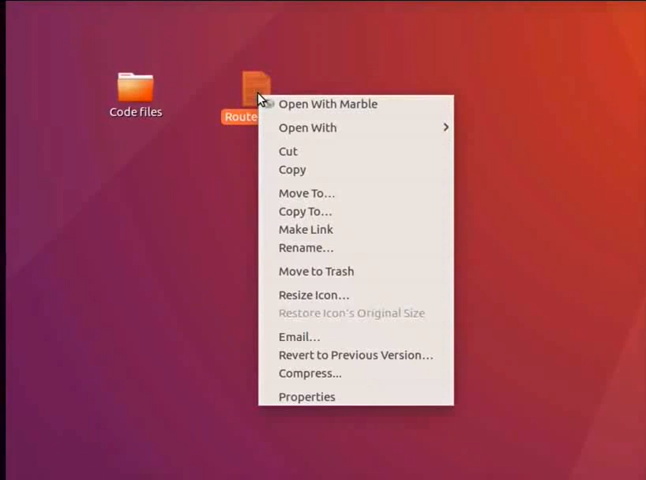 Code files
Route
Open With Marble
Open With
Cut
Copy
Move To...
Copy To...
Make Link
Rename...
Move to Trash
Resize Icon...
Restore Icon's Original Size
Email...
Revert to Previous Version...
Compress...
Properties